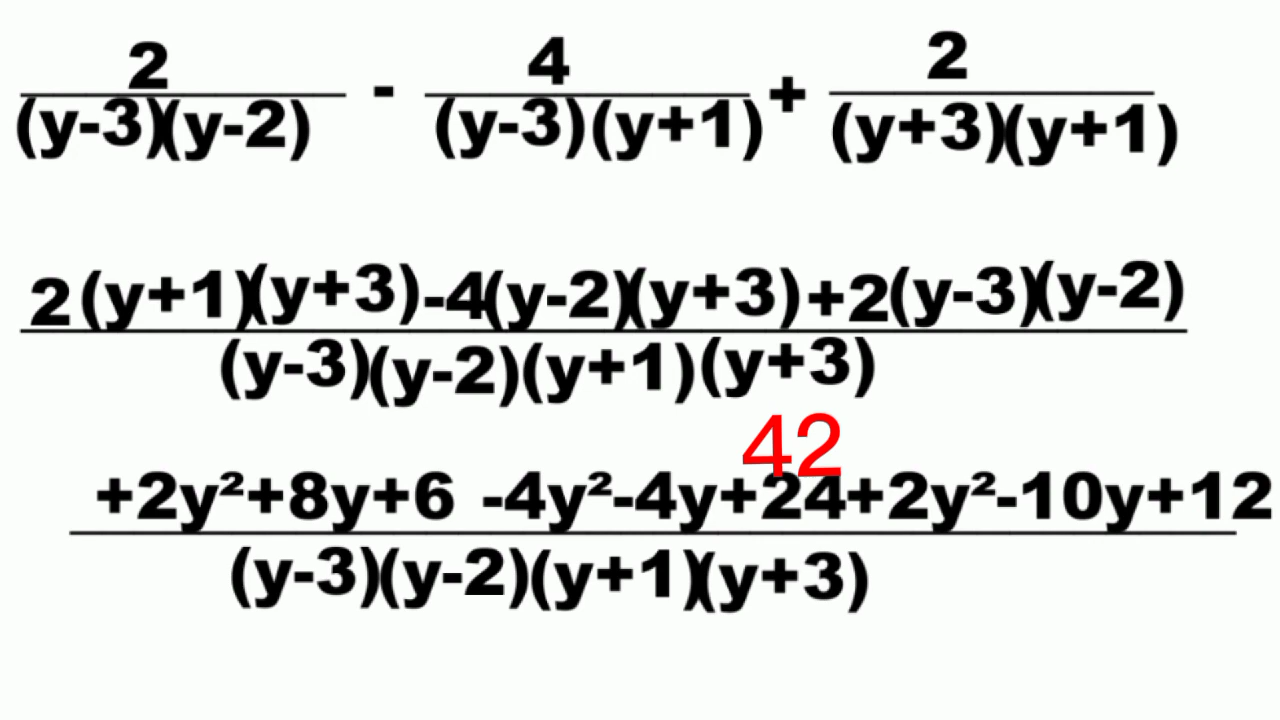 2 - 4 + 2
(y-3)(y-2) (y-3)(y+1) (y+3)(y+1)
2(y+1)(y+3)-4(y-2)(y+3)+2(y-3)(y-2)
(y-3)(y-2)(y+1)(y+3)
42
+2y²+8y+6 -4y²-4y+24+2y²-10y+12
(y-3)(y-2)(y+1)(y+3)